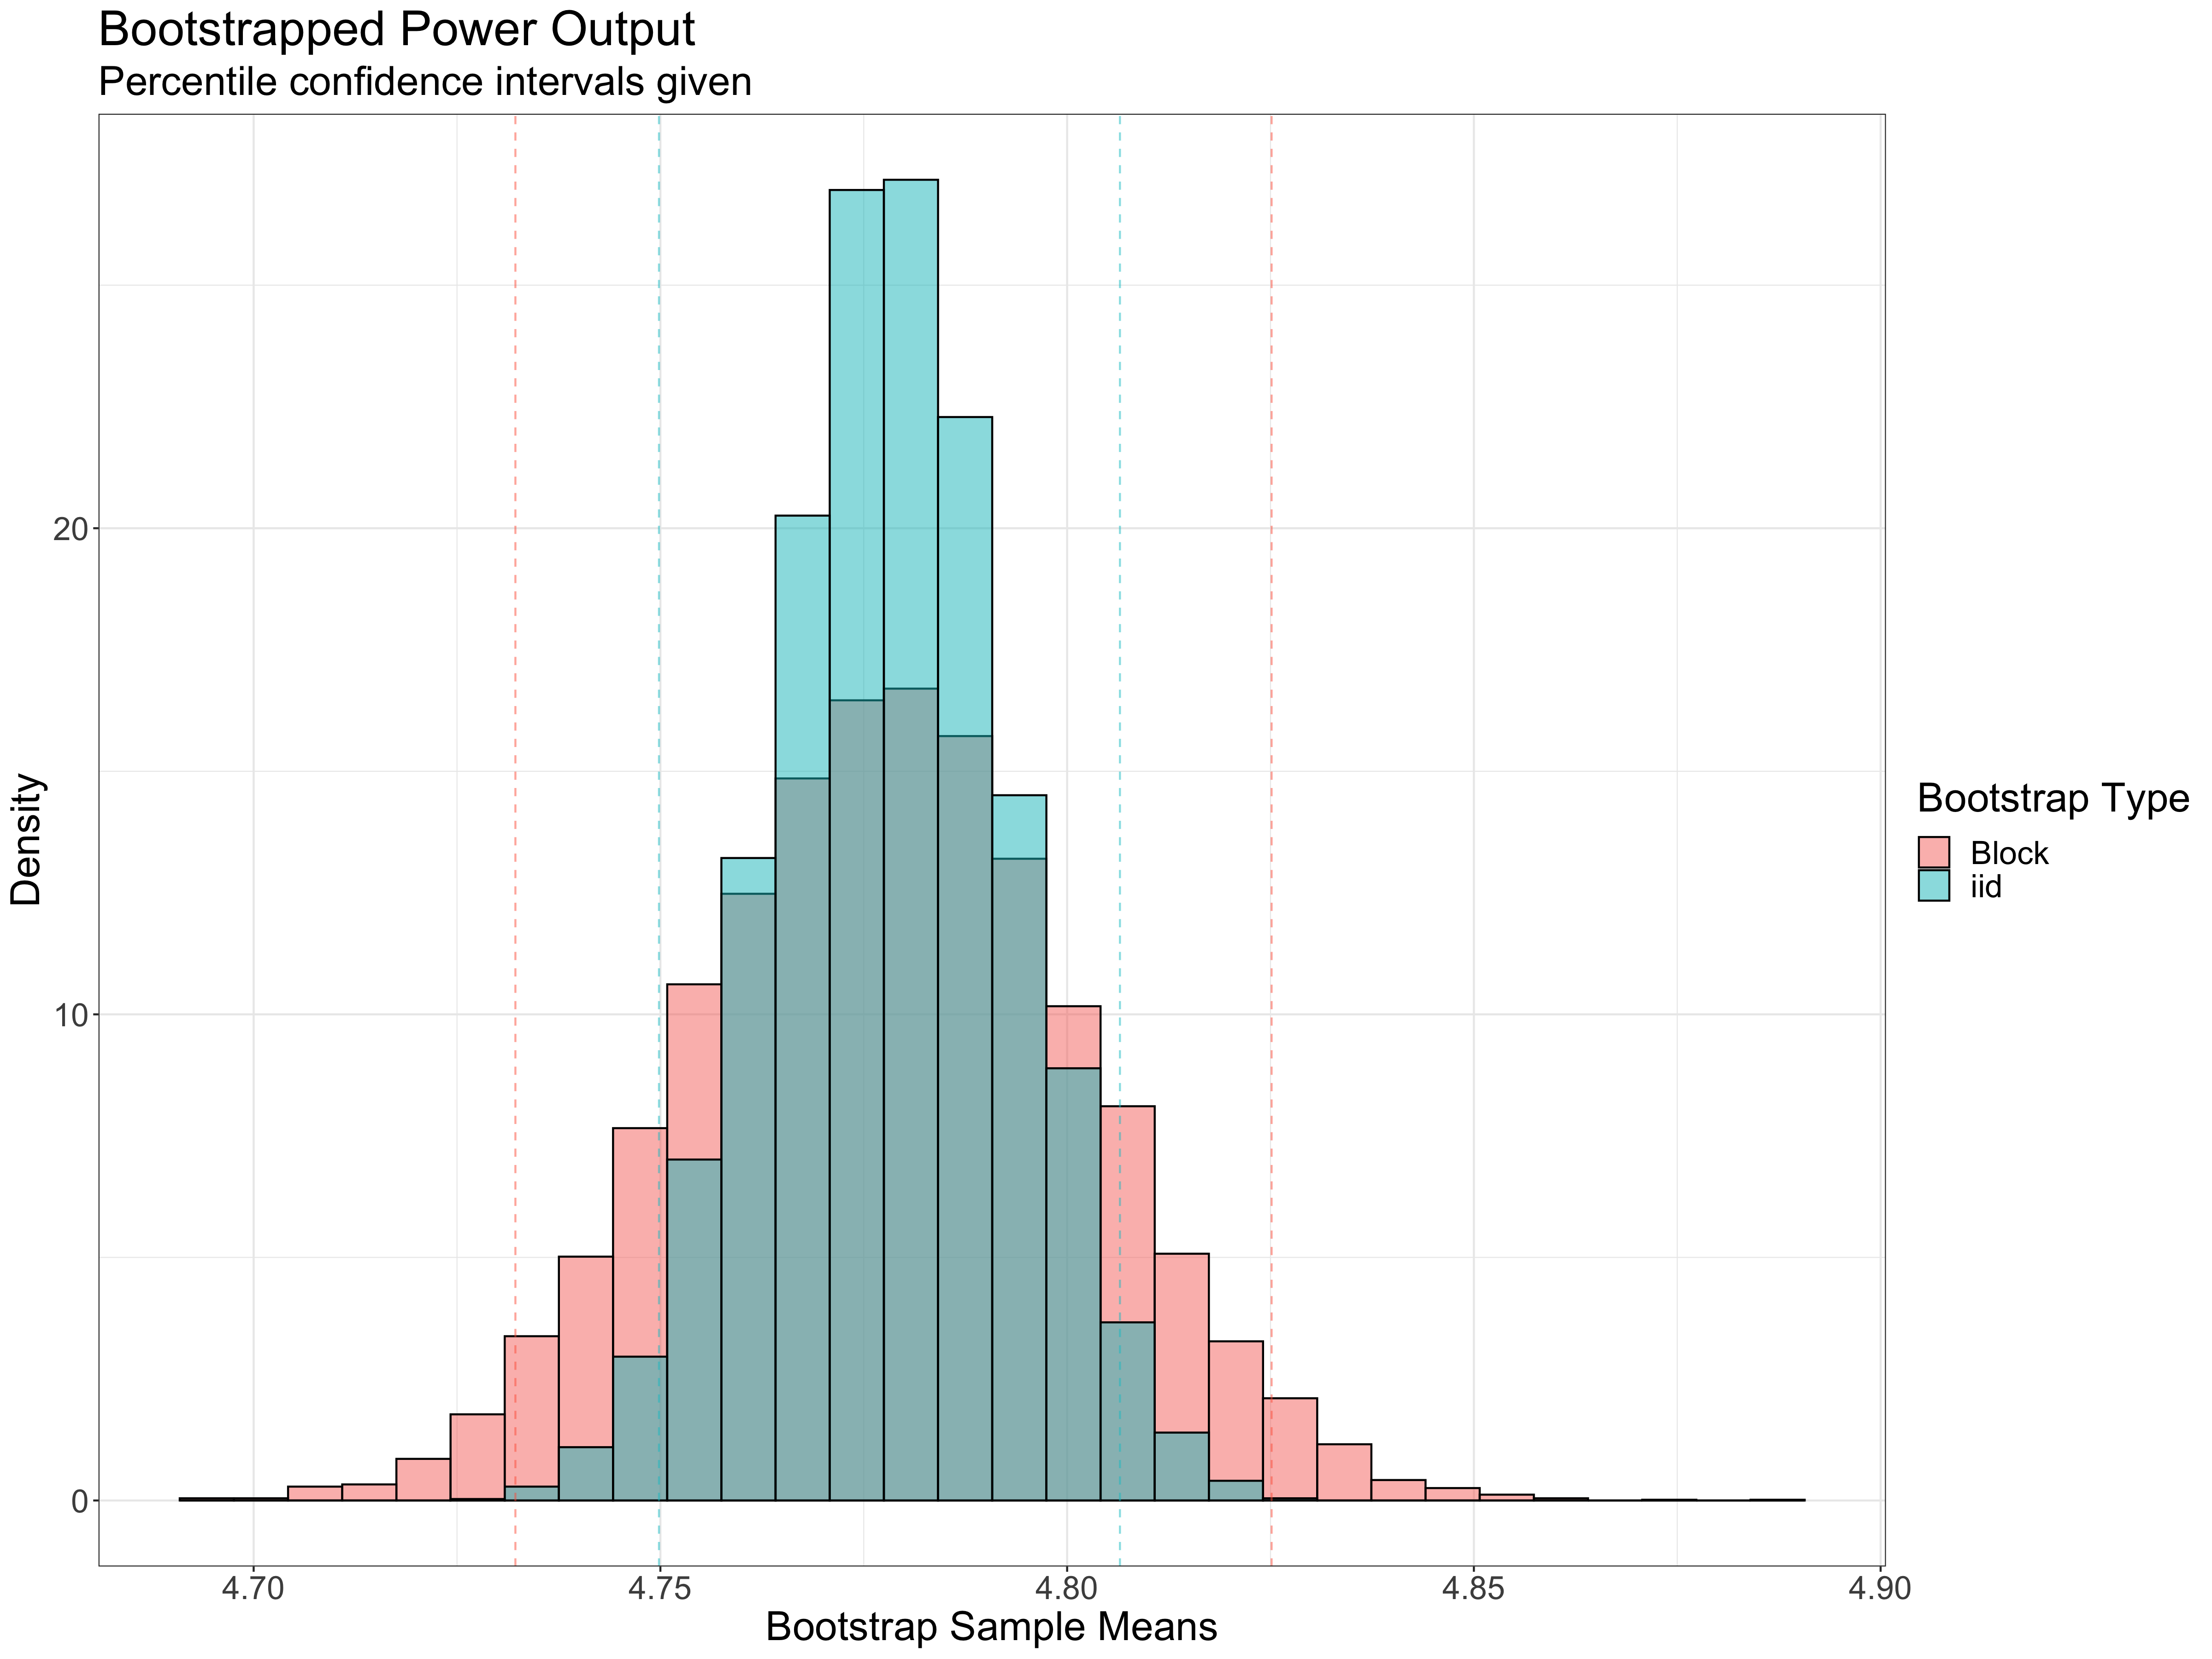 Bootstrapped Power Output
Percentile confidence intervals given
Density
20
10
0
4.70
4.75
4.80
4.85
4.90
Bootstrap Sample Means
Bootstrap Type
Block
iid